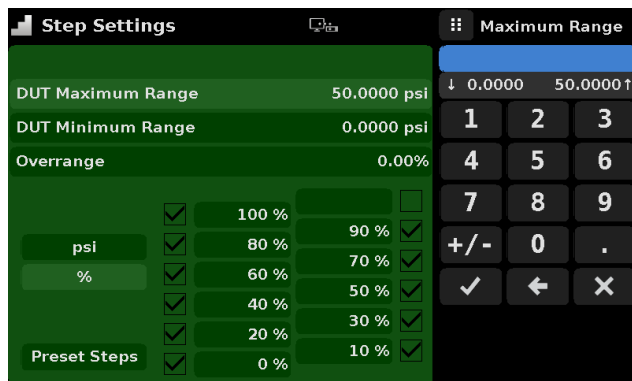 Step Settings
Maximum Range
DUT Maximum Range 50.0000 psi
↓ 0.0000 50.0000↑
DUT Minimum Range 0.0000 psi
Overrange 0.00%
1 2 3
4 5 6
7 8 9
+/- 0 .
100 %
90 %
psi
80 %
70 %
%
60 %
50 %
40 %
30 %
20 %
10 %
Preset Steps
0 %